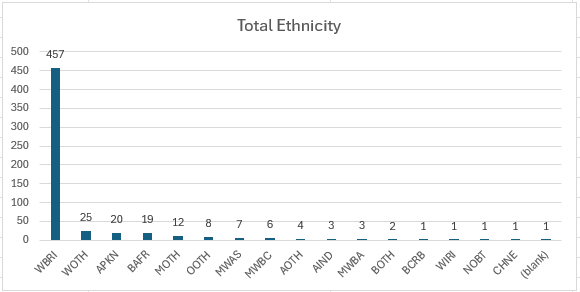 Total Ethnicity
500
450
400
350
300
250
200
150
100
50
0
457
25
20
19
12
8
7
6
4
3
3
2
1
1
1
1
1
WBRI
WOTH
APKN
BAFR
MOTH
OOTH
MWAS
MWBC
AOTH
AIND
MWBA
BOTH
BCRB
WIRI
NOBT
CHNE
(blank)